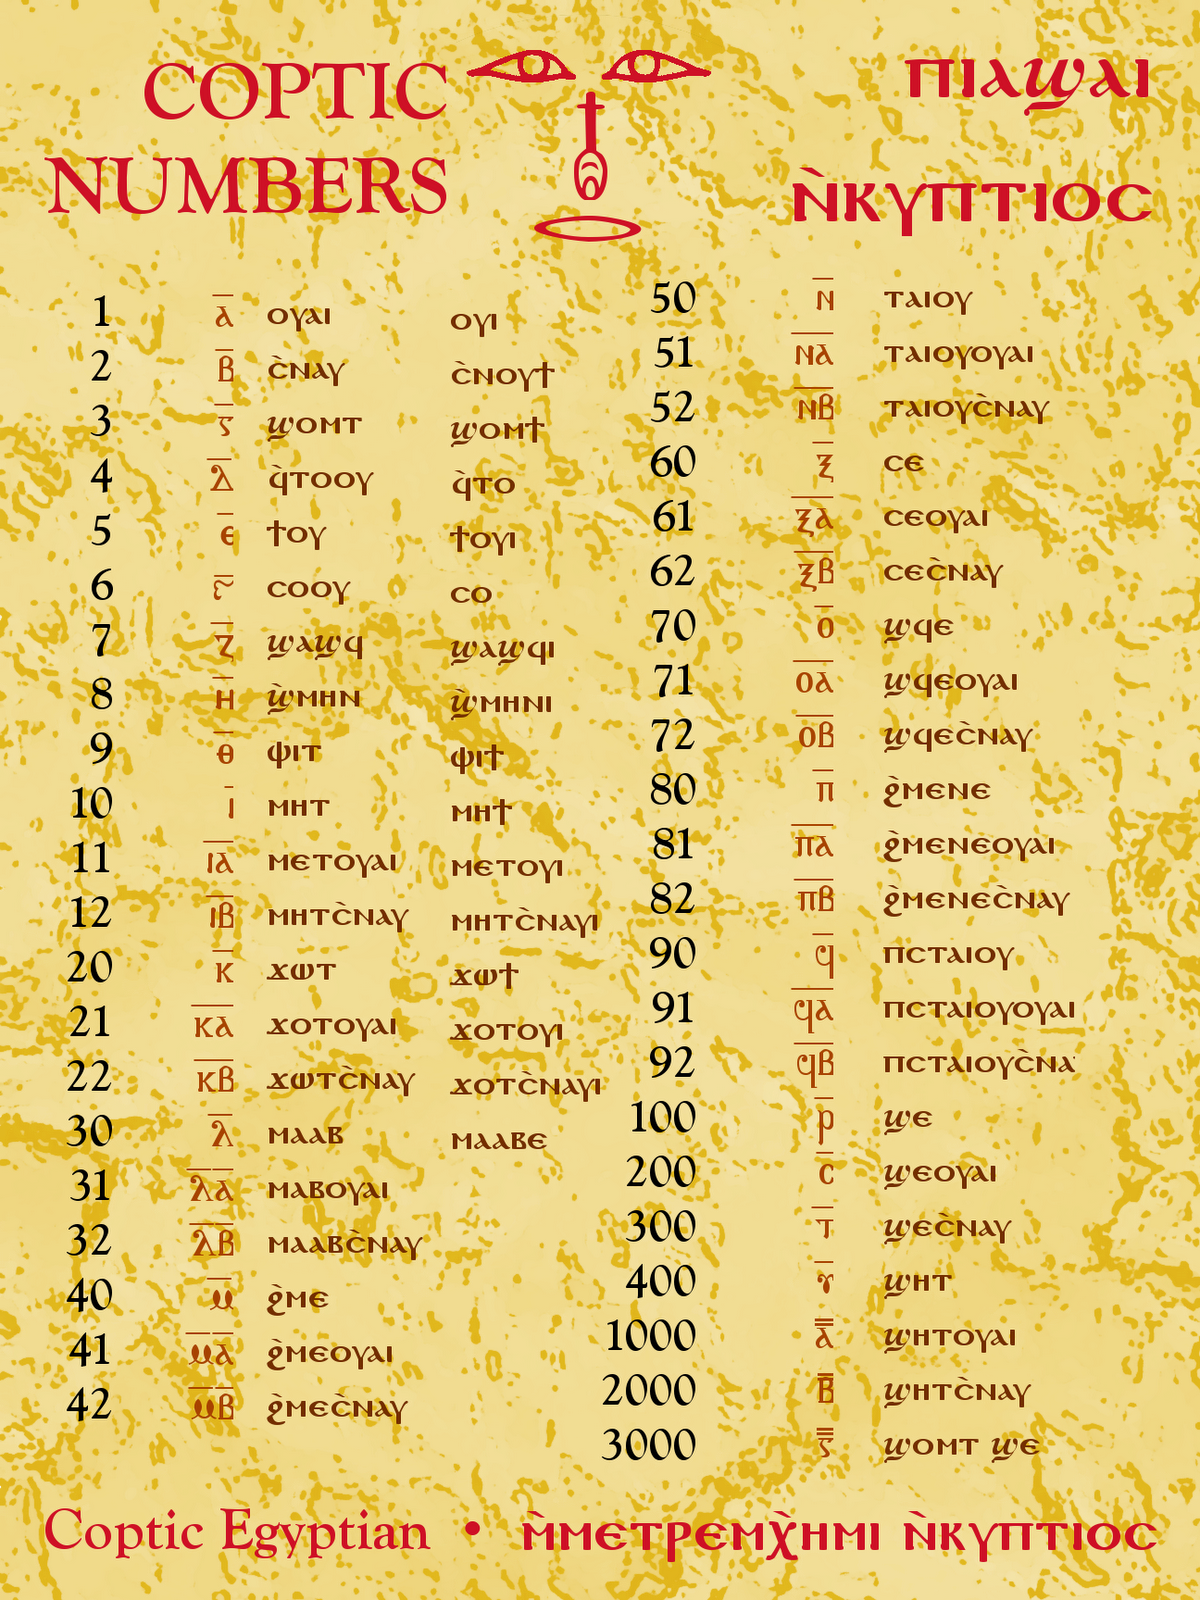 COPTIC
NUMBERS
ⲡⲓⲁϣⲁⲓ
ⲛ̀ⲕⲩⲡⲧⲓⲟⲥ
1 ⲁ̅ ⲟⲩⲁⲓ ⲟⲩⲓ
2 ⲃ̅ ⲥ̀ⲛⲁⲩ ⲥ̀ⲛⲟⲩϯ
3 ⲋ̅ ϣⲟⲙⲧ ϣⲟⲙϯ
4 ⲇ̅ ϥ̀ⲧⲟⲟⲩ ϥ̀ⲧⲟ
5 ⲉ̅ ϯⲟⲩ ϯⲟⲩⲓ
6 ⲋ̅ ⲥⲟⲟⲩ ⲥⲟ
7 ⲍ̅ ϣⲁϣϥ ϣⲁϣϥⲓ
8 ⲏ̅ ϣ̀ⲙⲏⲛ ϣ̀ⲙⲏⲛⲓ
9 ⲑ̅ ⲯⲓⲧ ⲯⲓϯ
10 ⲓ̅ ⲙⲏⲧ ⲙⲏϯ
11 ⲓ̅ⲁ̅ ⲙⲉⲧⲟⲩⲁⲓ ⲙⲉⲧⲟⲩⲓ
12 ⲓ̅ⲃ̅ ⲙⲏⲧⲥ̀ⲛⲁⲩ ⲙⲏⲧⲥ̀ⲛⲁⲩⲓ
20 ⲕ̅ ϫⲱⲧ ϫⲱϯ
21 ⲕ̅ⲁ̅ ϫⲟⲧⲟⲩⲁⲓ ϫⲟⲧⲟⲩⲓ
22 ⲕ̅ⲃ̅ ϫⲱⲧⲥ̀ⲛⲁⲩ ϫⲟⲧⲥ̀ⲛⲁⲩⲓ
30 ⲗ̅ ⲙⲁⲁⲃ ⲙⲁⲁⲃⲉ
31 ⲗ̅ⲁ̅ ⲙⲁⲃⲟⲩⲁⲓ
32 ⲗ̅ⲃ̅ ⲙⲁⲁⲃⲥ̀ⲛⲁⲩ
40 ⲙ̅ ϩ̀ⲙⲉ
41 ⲙ̅ⲁ̅ ϩ̀ⲙⲉⲟⲩⲁⲓ
42 ⲙ̅ⲃ̅ ϩ̀ⲙⲉⲥ̀ⲛⲁⲩ
50 ⲛ̅ ⲧⲁⲓⲟⲩ
51 ⲛ̅ⲁ̅ ⲧⲁⲓⲟⲩⲟⲩⲁⲓ
52 ⲛ̅ⲃ̅ ⲧⲁⲓⲟⲩⲥ̀ⲛⲁⲩ
60 ⲝ̅ ⲥⲉ
61 ⲝ̅ⲁ̅ ⲥⲉⲟⲩⲁⲓ
62 ⲝ̅ⲃ̅ ⲥⲉⲥ̀ⲛⲁⲩ
70 ⲟ̅ ϣϥⲉ
71 ⲟ̅ⲁ̅ ϣϥⲉⲟⲩⲁⲓ
72 ⲟ̅ⲃ̅ ϣϥⲉⲥ̀ⲛⲁⲩ
80 ⲡ̅ ϩ̀ⲙⲉⲛⲉ
81 ⲡ̅ⲁ̅ ϩ̀ⲙⲉⲛⲉⲟⲩⲁⲓ
82 ⲡ̅ⲃ̅ ϩ̀ⲙⲉⲛⲉⲥ̀ⲛⲁⲩ
90 ϥ̅ ⲡⲥⲧⲁⲓⲟⲩ
91 ϥ̅ⲁ̅ ⲡⲥⲧⲁⲓⲟⲩⲟⲩⲁⲓ
92 ϥ̅ⲃ̅ ⲡⲥⲧⲁⲓⲟⲩⲥ̀ⲛⲁ
100 ⲣ̅ ϣⲉ
200 ⲥ̅ ϣⲉⲟⲩⲁⲓ
300 ⲧ̅ ϣⲉⲥ̀ⲛⲁⲩ
400 ⲩ̅ ϣⲏⲧ
1000 ⲁ̿ ϣⲏⲧⲟⲩⲁⲓ
2000 ⲃ̿ ϣⲏⲧⲥ̀ⲛⲁⲩ
3000 ⲋ̿ ϣⲟⲙⲧ ϣⲉ
Coptic Egyptian • ⲙ̀ⲙⲉⲧⲣⲉⲙⲭ̀ⲏⲙⲓ ⲛ̀ⲕⲩⲡⲧⲓⲟⲥ